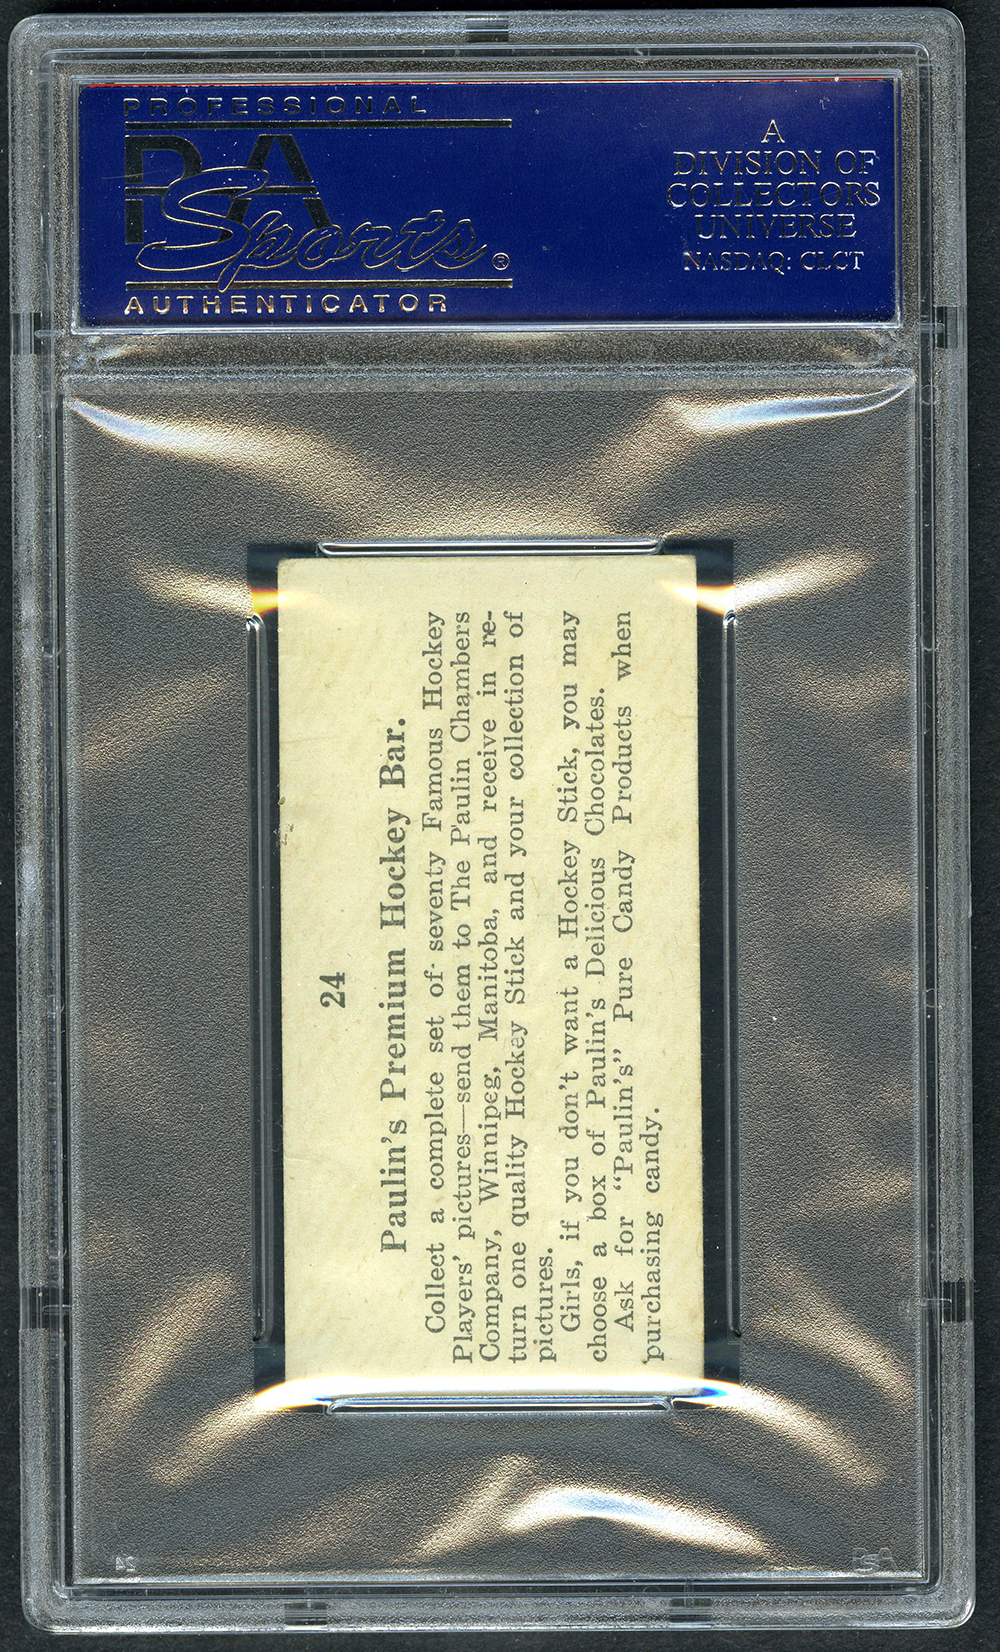 PROFESSIONAL
PSA
Sports®
AUTHENTICATOR
A
DIVISION OF
COLLECTORS
UNIVERSE
NASDAQ: CLCT
24
Paulin's Premium Hockey Bar.
Collect a complete set of seventy Famous Hockey
Players' pictures—send them to The Paulin Chambers
Company, Winnipeg, Manitoba, and receive in re-
turn one quality Hockey Stick and your collection of
pictures.
Girls, if you don't want a Hockey Stick, you may
choose a box of Paulin's Delicious Chocolates.
Ask for "Paulin's" Pure Candy Products when
purchasing candy.
24
PSA